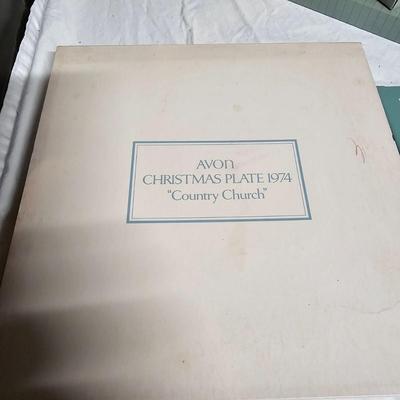 AVON
CHRISTMAS PLATE 1974
"Country Church"